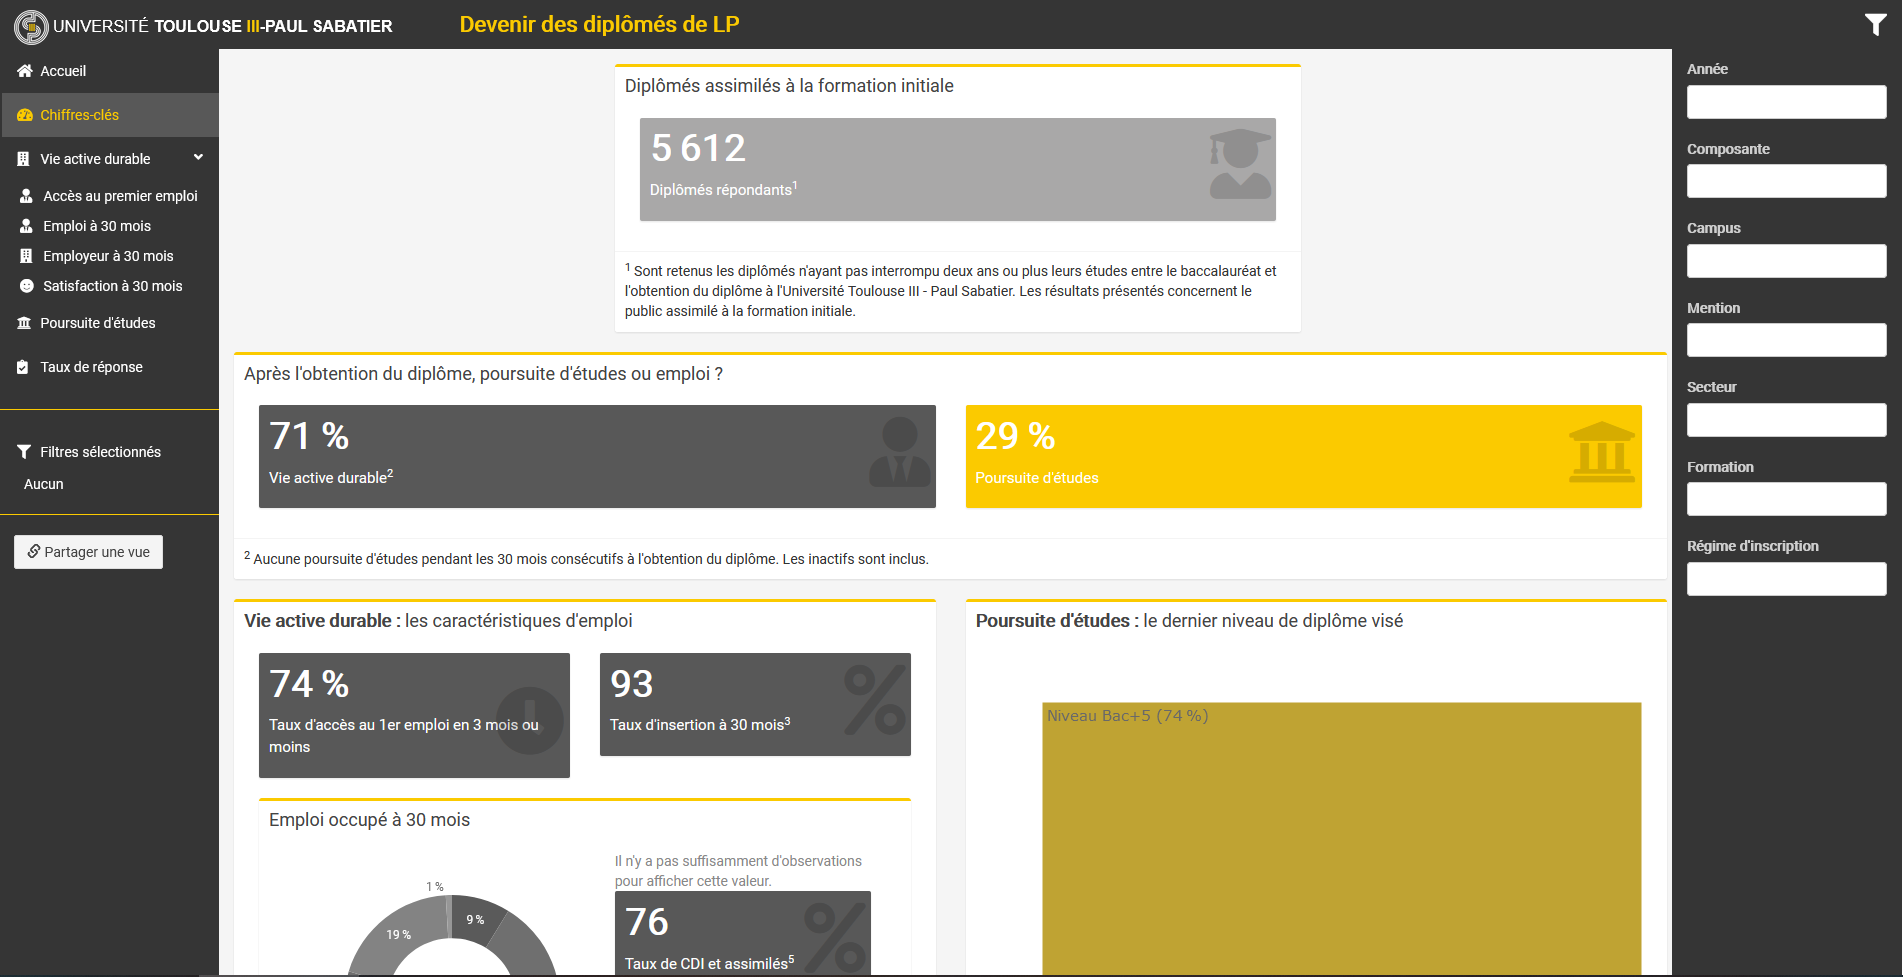 UNIVERSITÉ TOULOUSE III-PAUL SABATIER
Devenir des diplômés de LP
Accueil
Chiffres-clés
Vie active durable
Accès au premier emploi
Emploi à 30 mois
Employeur à 30 mois
Satisfaction à 30 mois
Poursuite d'études
Taux de réponse
Filtres sélectionnés
Aucun
Partager une vue
Diplômés assimilés à la formation initiale
5 612
Diplômés répondants1
1 Sont retenus les diplômés n'ayant pas interrompu deux ans ou plus leurs études entre le baccalauréat et
l'obtention du diplôme à l'Université Toulouse III - Paul Sabatier. Les résultats présentés concernent le
public assimilé à la formation initiale.
Après l'obtention du diplôme, poursuite d'études ou emploi ?
71 %
Vie active durable2
29 %
Poursuite d'études
2 Aucune poursuite d'études pendant les 30 mois consécutifs à l'obtention du diplôme. Les inactifs sont inclus.
Vie active durable : les caractéristiques d'emploi
74 %
Taux d'accès au 1er emploi en 3 mois ou
moins
93
Taux d'insertion à 30 mois3
Emploi occupé à 30 mois
1 %
9 %
19 %
Il n'y a pas suffisamment d'observations
pour afficher cette valeur.
76
Taux de CDI et assimilés5
Poursuite d'études : le dernier niveau de diplôme visé
Niveau Bac+5 (74 %)
Année
Composante
Campus
Mention
Secteur
Formation
Régime d'inscription